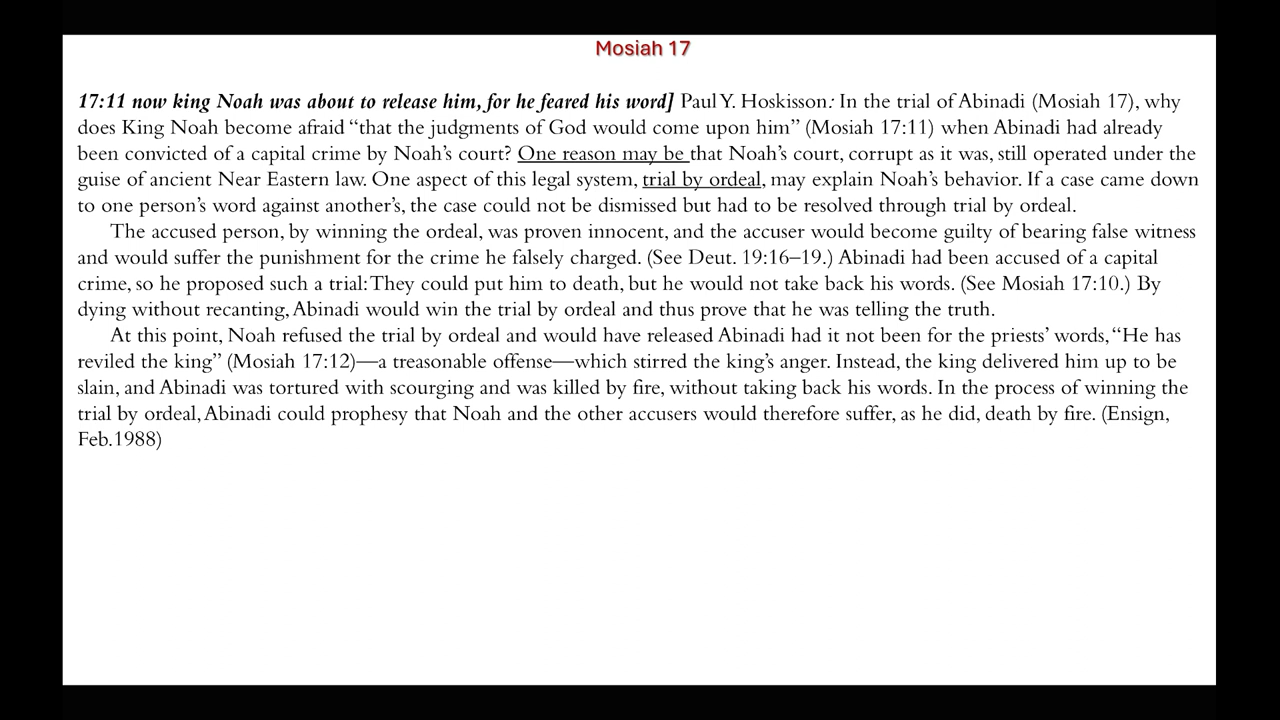 Mosiah 17
17:11 now king Noah was about to release him, for he feared his word] Paul Y. Hoskisson: In the trial of Abinadi (Mosiah 17), why
does King Noah become afraid “that the judgments of God would come upon him” (Mosiah 17:11) when Abinadi had already
been convicted of a capital crime by Noah’s court? One reason may be that Noah’s court, corrupt as it was, still operated under the
guise of ancient Near Eastern law. One aspect of this legal system, trial by ordeal, may explain Noah’s behavior. If a case came down
to one person’s word against another’s, the case could not be dismissed but had to be resolved through trial by ordeal.
The accused person, by winning the ordeal, was proven innocent, and the accuser would become guilty of bearing false witness
and would suffer the punishment for the crime he falsely charged. (See Deut. 19:16–19.) Abinadi had been accused of a capital
crime, so he proposed such a trial: They could put him to death, but he would not take back his words. (See Mosiah 17:10.) By
dying without recanting, Abinadi would win the trial by ordeal and thus prove that he was telling the truth.
At this point, Noah refused the trial by ordeal and would have released Abinadi had it not been for the priests’ words, “He has
reviled the king” (Mosiah 17:12)—a treasonable offense—which stirred the king’s anger. Instead, the king delivered him up to be
slain, and Abinadi was tortured with scourging and was killed by fire, without taking back his words. In the process of winning the
trial by ordeal, Abinadi could prophesy that Noah and the other accusers would therefore suffer, as he did, death by fire. (Ensign,
Feb.1988)